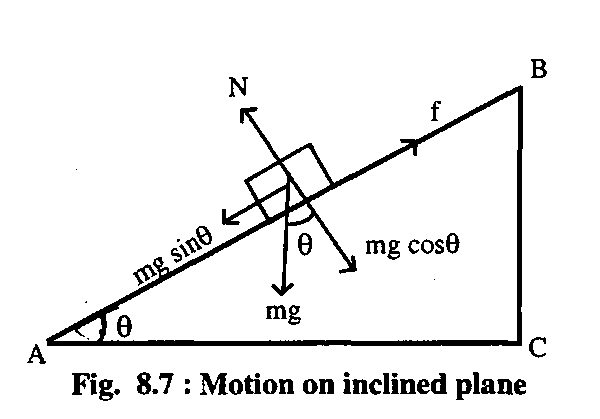 B
N
f
mg sinθ
θ
mg cosθ
mg
θ
A
C
Fig. 8.7 : Motion on inclined plane